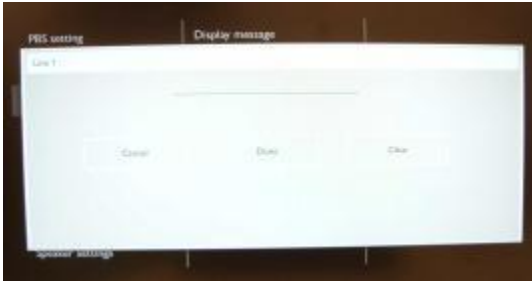 PBS setting
Display message
Line 1
Cancel
Done
Clear
Speaker settings